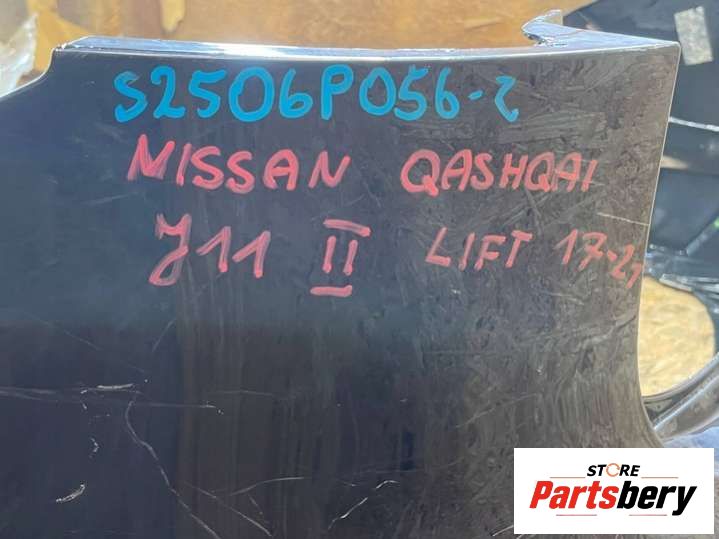 S2506P056-2
NISSAN QASHQAI
J11 II LIFT 17-21
STORE
Partsbery